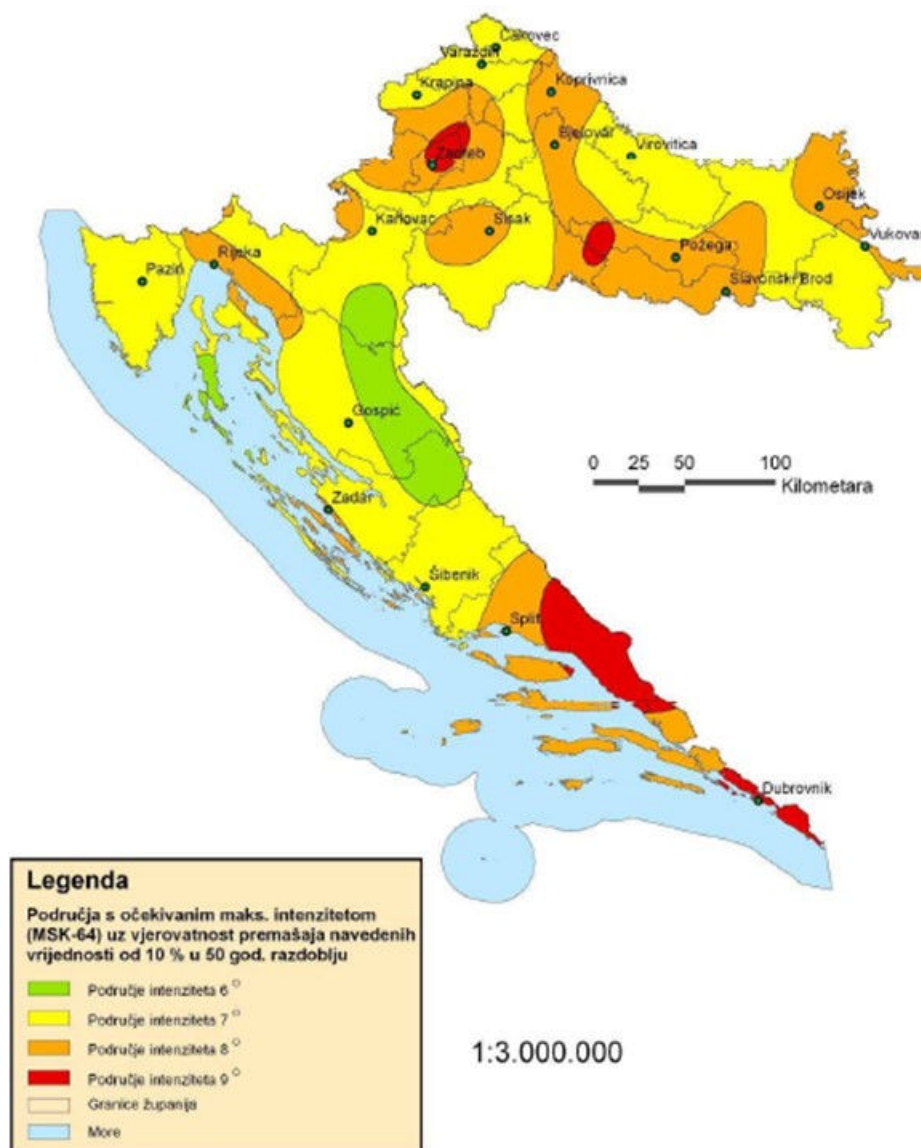 Čakovec
Varaždin
Krapina
Koprivnica
Bjelovar
Virovitica
Zagreb
Osijek
Karlovac
Sisak
Vukovar
Rijeka
Požega
Pazin
Slavonski Brod
Gospić
0 25 50 100
Kilometara
Zadar
Šibenik
Split
Dubrovnik
Legenda
Područja s očekivanim maks. intenzitetom
(MSK-64) uz vjerovatnost premašaja navedenih
vrijednosti od 10 % u 50 god. razdoblju
Područje intenziteta 6 °
Područje intenziteta 7 °
Područje intenziteta 8 °
Područje intenziteta 9 °
Granice županija
More
1:3.000.000